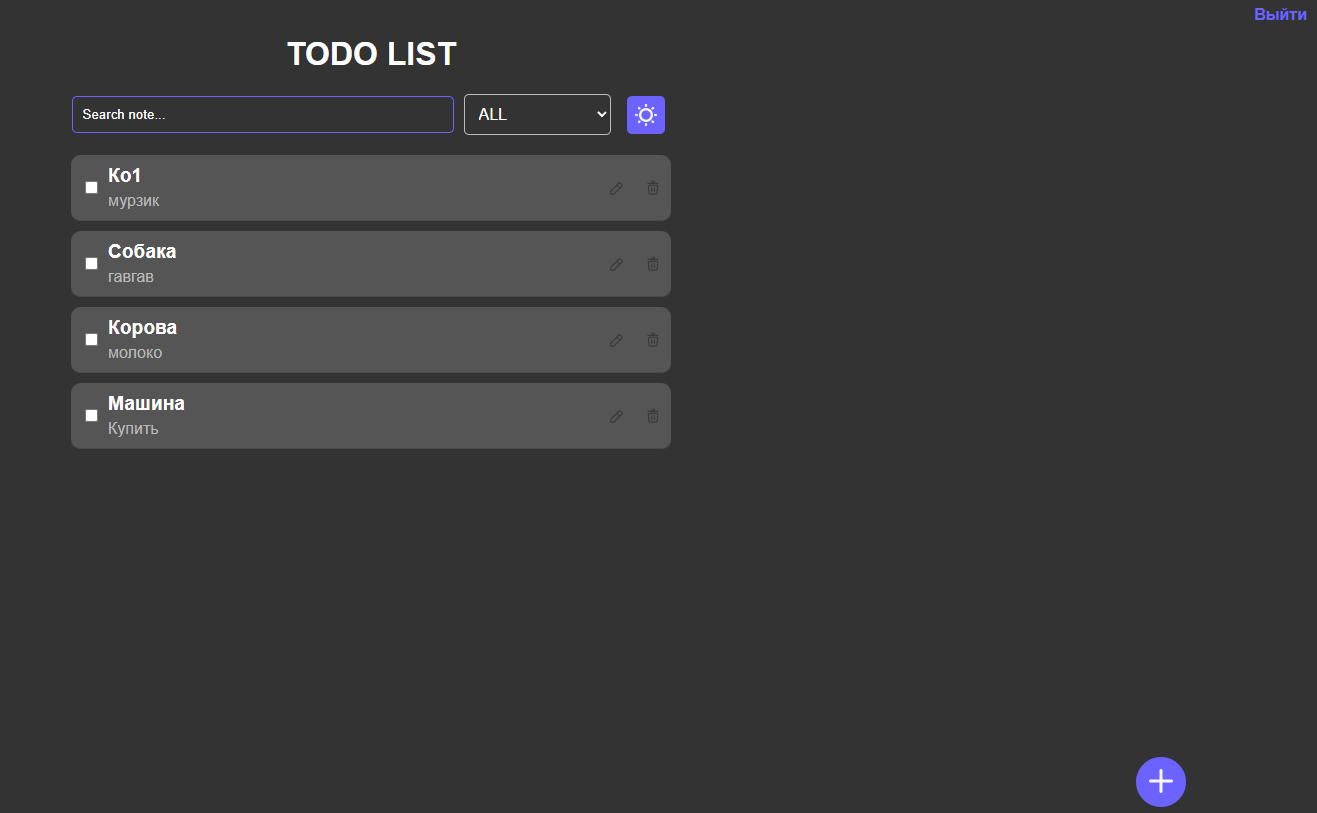 Выйти
TODO LIST
Search note...
ALL
Ко1
мурзик
Собака
гавгав
Корова
молоко
Машина
Купить